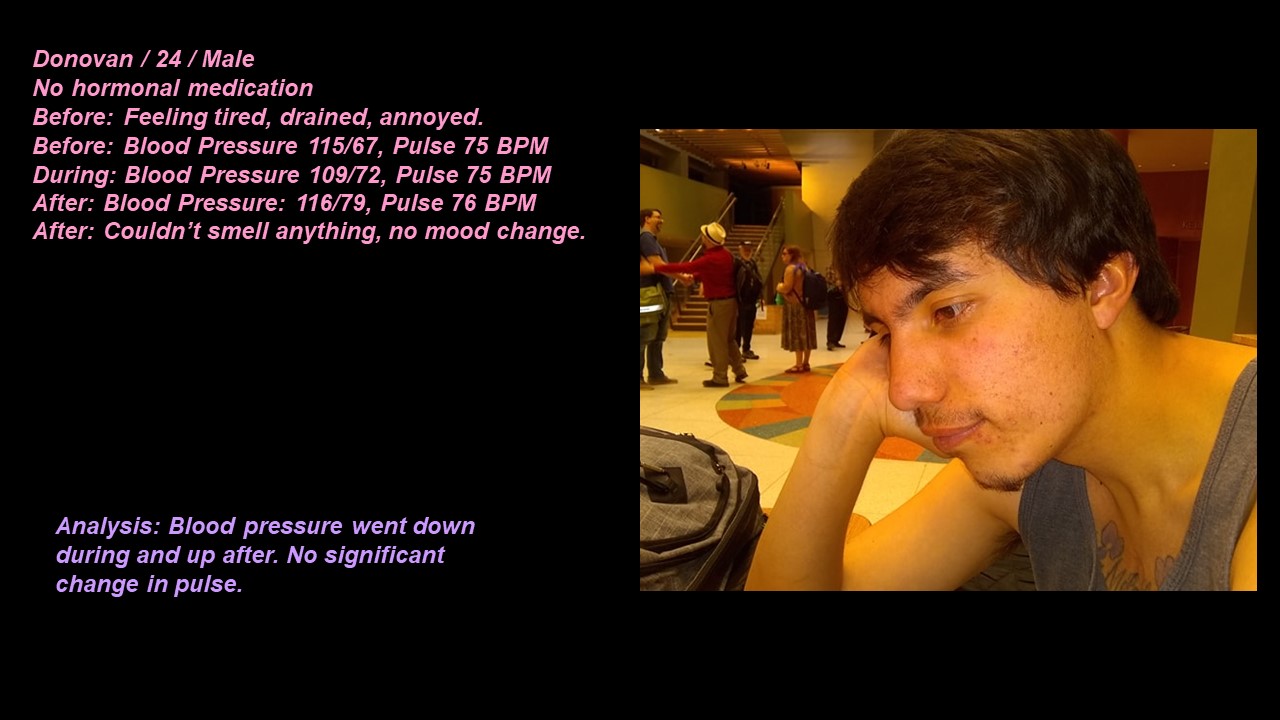 Donovan / 24 / Male
No hormonal medication
Before: Feeling tired, drained, annoyed.
Before: Blood Pressure 115/67, Pulse 75 BPM
During: Blood Pressure 109/72, Pulse 75 BPM
After: Blood Pressure: 116/79, Pulse 76 BPM
After: Couldn’t smell anything, no mood change.
Analysis: Blood pressure went down
during and up after. No significant
change in pulse.